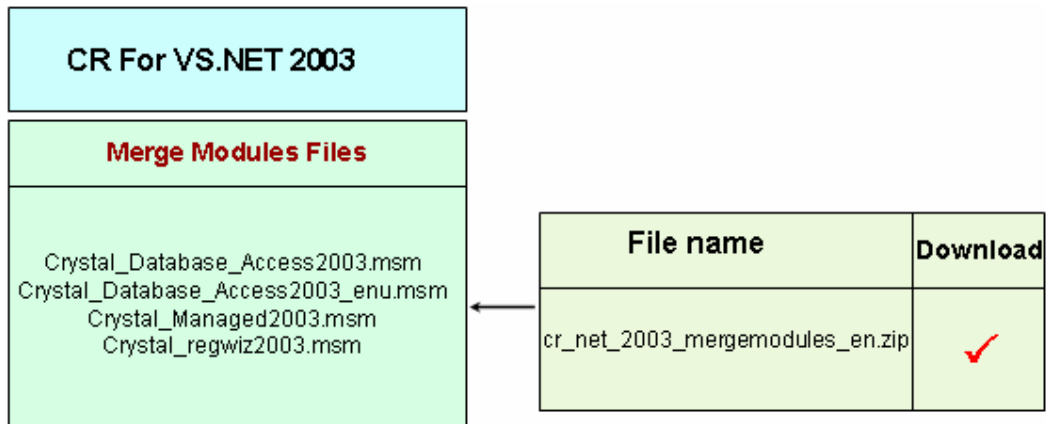 CR For VS.NET 2003
Merge Modules Files
Crystal_Database_Access2003.msm
Crystal_Database_Access2003_enu.msm
Crystal_Managed2003.msm
Crystal_regwiz2003.msm
File name
Download
cr_net_2003_mergemodules_en.zip